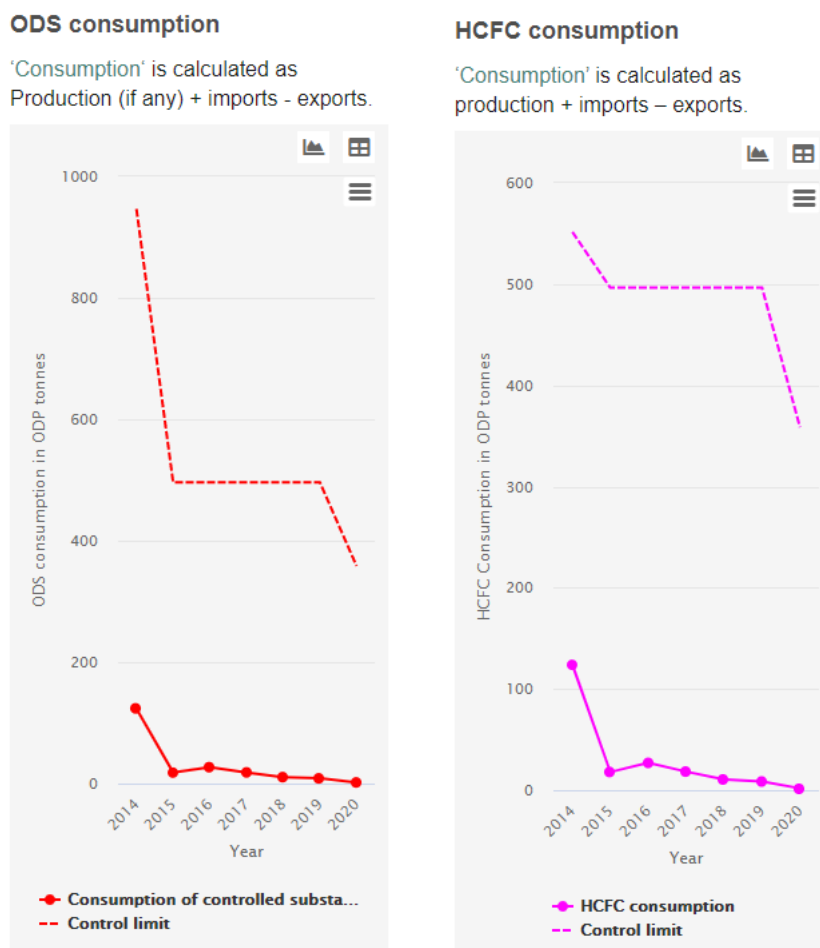 ODS consumption
‘Consumption‘ is calculated as
Production (if any) + imports - exports.
1000
800
600
400
200
0
ODS consumption in ODP tonnes
2014
2015
2016
2017
2018
2019
2020
Year
Consumption of controlled substa...
Control limit
HCFC consumption
‘Consumption’ is calculated as
production + imports – exports.
600
500
400
300
200
100
0
HCFC Consumption in ODP tonnes
2014
2015
2016
2017
2018
2019
2020
Year
HCFC consumption
Control limit